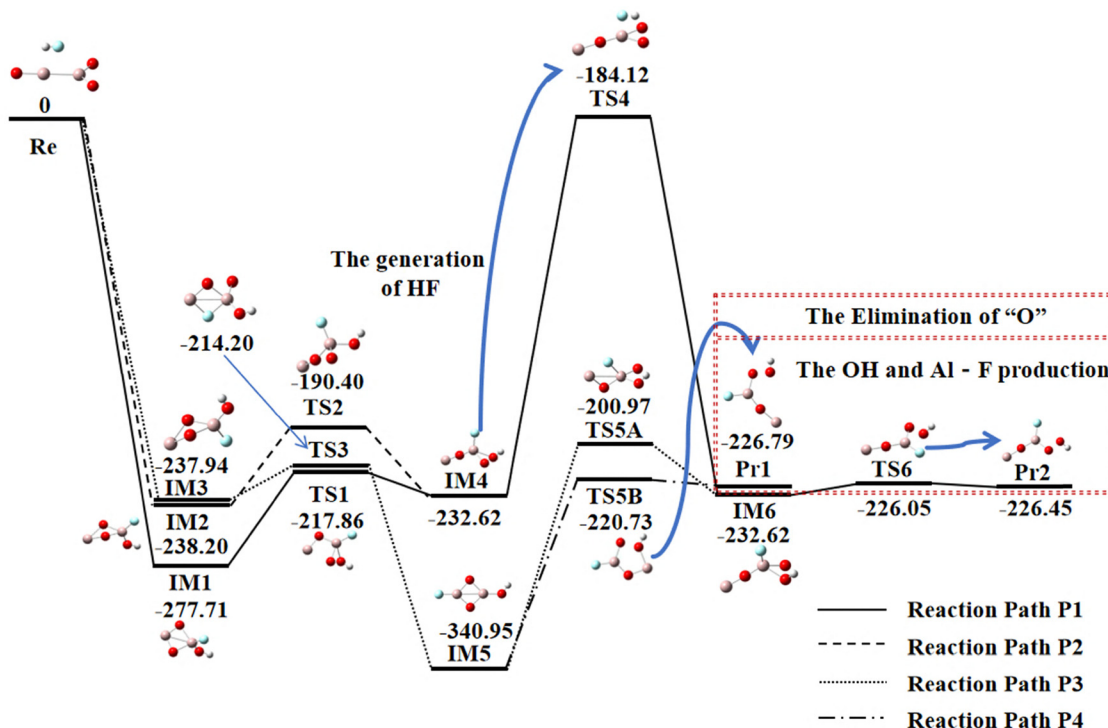 -184.12
TS4
0
Re
The generation
of HF
-214.20
-190.40
TS2
The Elimination of “O”
The OH and Al - F production
-200.97
TS5A
-237.94
IM3
TS3
IM4
-226.79
Pr1
TS6
Pr2
IM2
-238.20
TS1
-217.86
-232.62
TS5B
-220.73
IM6
-232.62
-226.05
-226.45
IM1
-277.71
-340.95
IM5
Reaction Path P1
Reaction Path P2
Reaction Path P3
Reaction Path P4